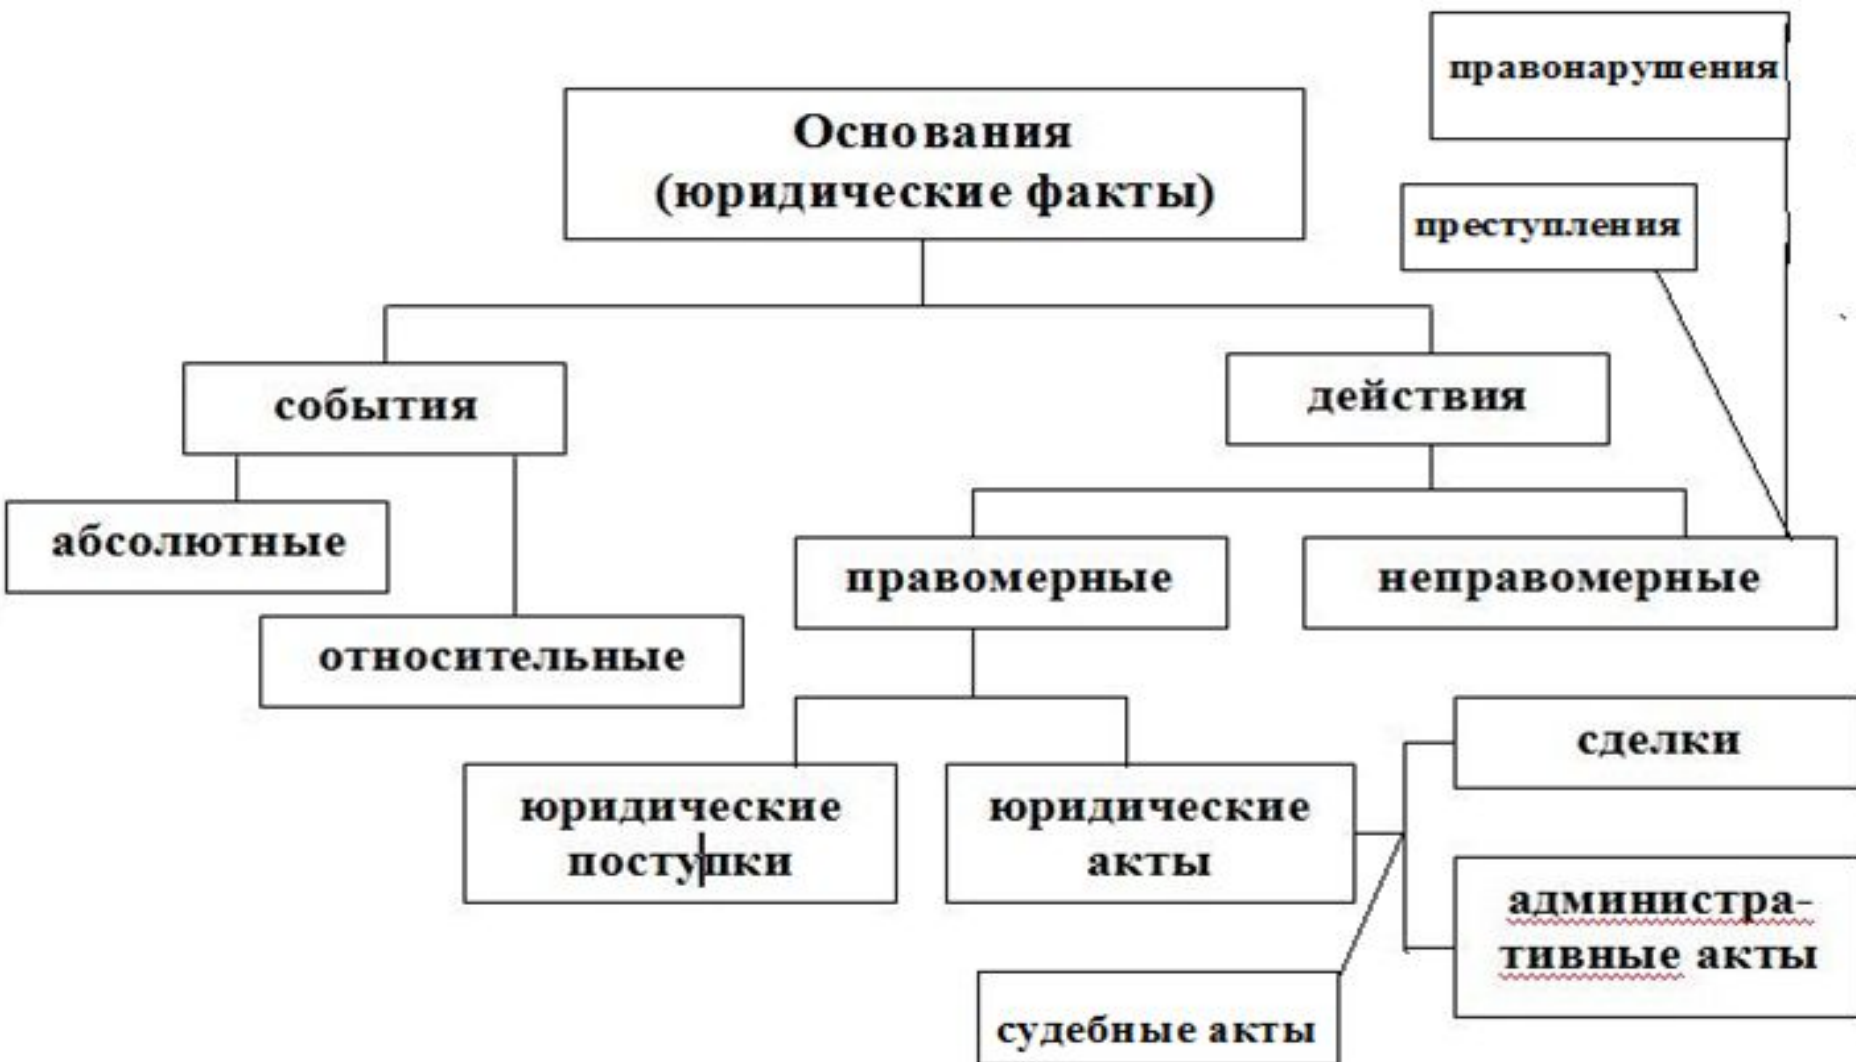 правонарушения
Основания
(юридические факты)
преступления
события
действия
абсолютные
правомерные
неправомерные
относительные
сделки
юридические
поступки
юридические
акты
администра-
тивные акты
судебные акты